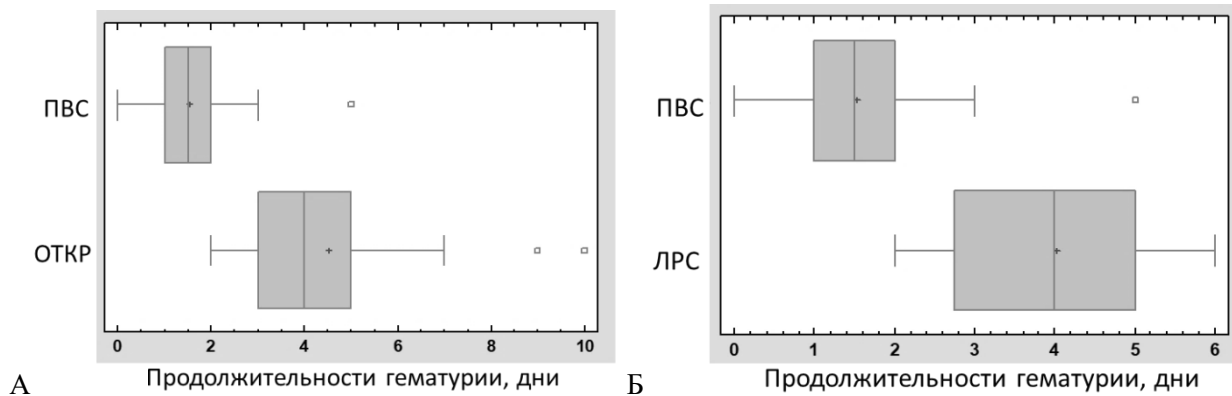 ПВС
ОТКР
0 2 4 6 8 10
Продолжительности гематурии, дни
А
ПВС
ЛРС
0 1 2 3 4 5 6
Продолжительности гематурии, дни
Б